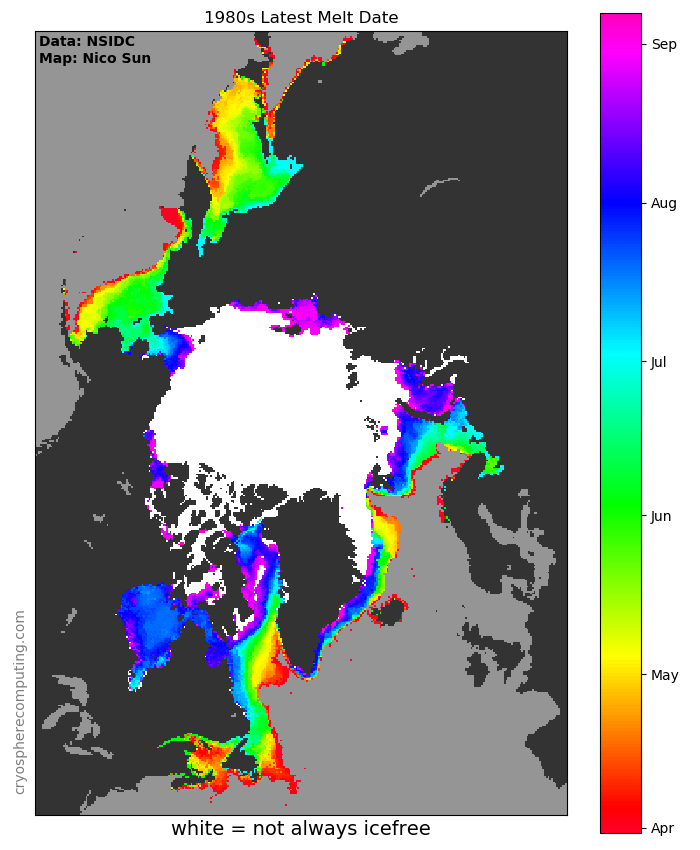 1980s Latest Melt Date
Data: NSIDC
Map: Nico Sun
Sep
Aug
Jul
Jun
May
Apr
cryospherecomputing.com
white = not always icefree